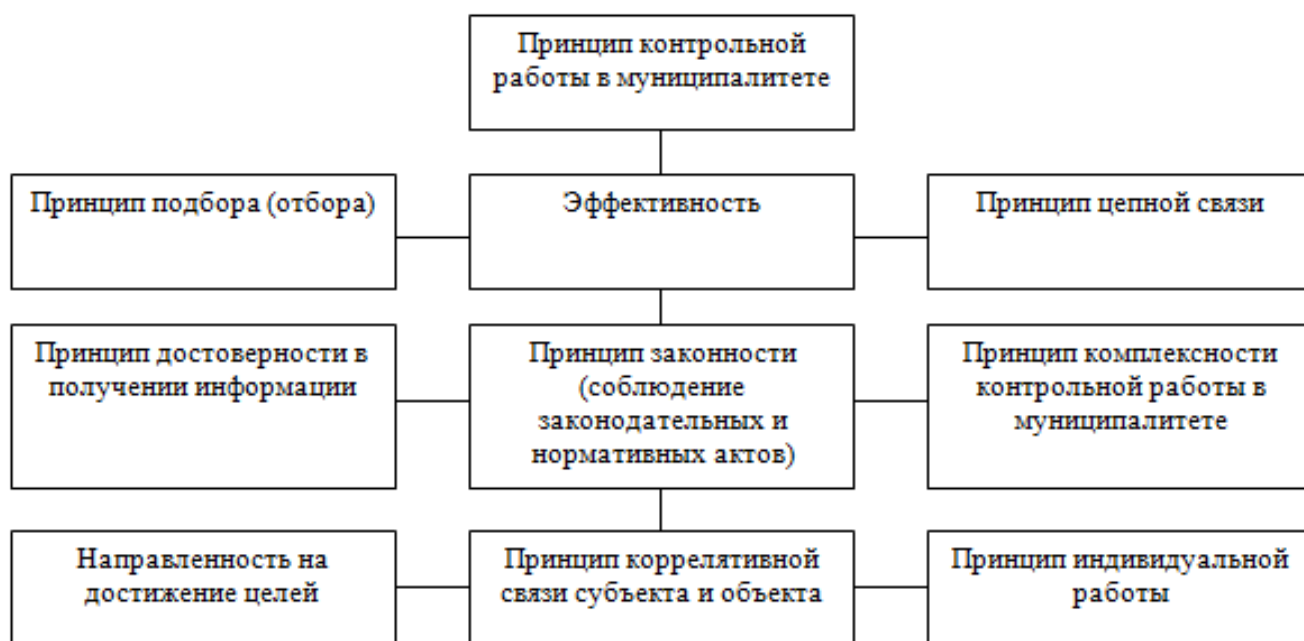 Принцип контрольной
работы в муниципалитете
Принцип подбора (отбора)
Эффективность
Принцип цепной связи
Принцип достоверности в
получении информации
Принцип законности
(соблюдение
законодательных и
нормативных актов)
Принцип комплексности
контрольной работы в
муниципалитете
Направленность на
достижение целей
Принцип коррелятивной
связи субъекта и объекта
Принцип индивидуальной
работы